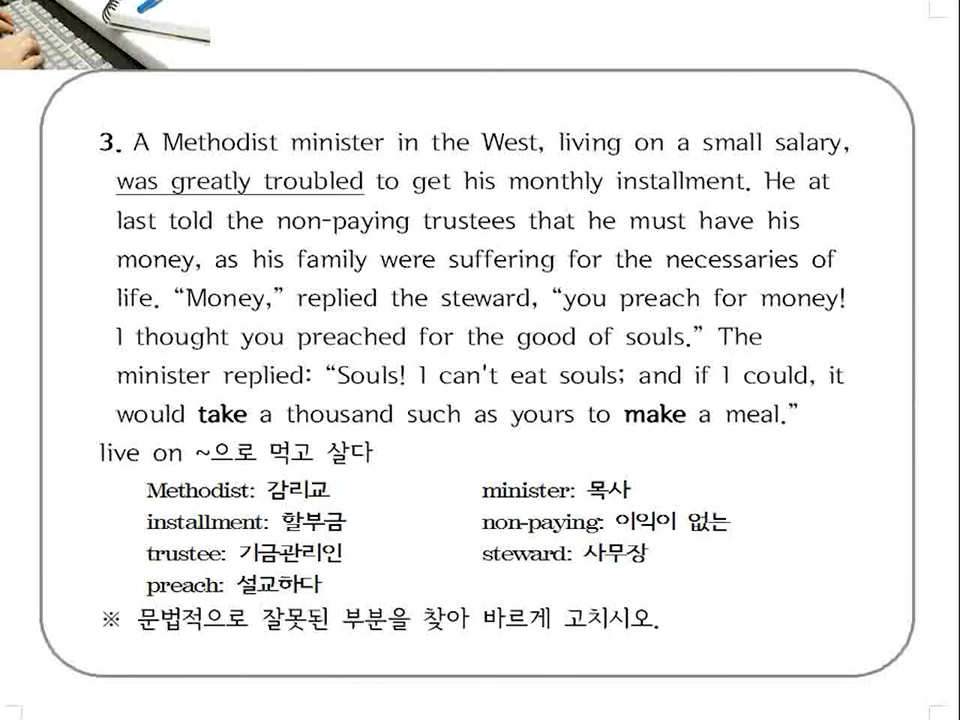 3. A Methodist minister in the West, living on a small salary,
was greatly troubled to get his monthly installment. He at
last told the non-paying trustees that he must have his
money, as his family were suffering for the necessaries of
life. “Money,” replied the steward, “you preach for money!
I thought you preached for the good of souls.” The
minister replied: “Souls! I can't eat souls; and if I could, it
would take a thousand such as yours to make a meal.”
live on ~으로 먹고 살다
Methodist: 감리교 minister: 목사
installment: 할부금 non-paying: 이익이 없는
trustee: 기금관리인 steward: 사무장
preach: 설교하다
※ 문법적으로 잘못된 부분을 찾아 바르게 고치시오.